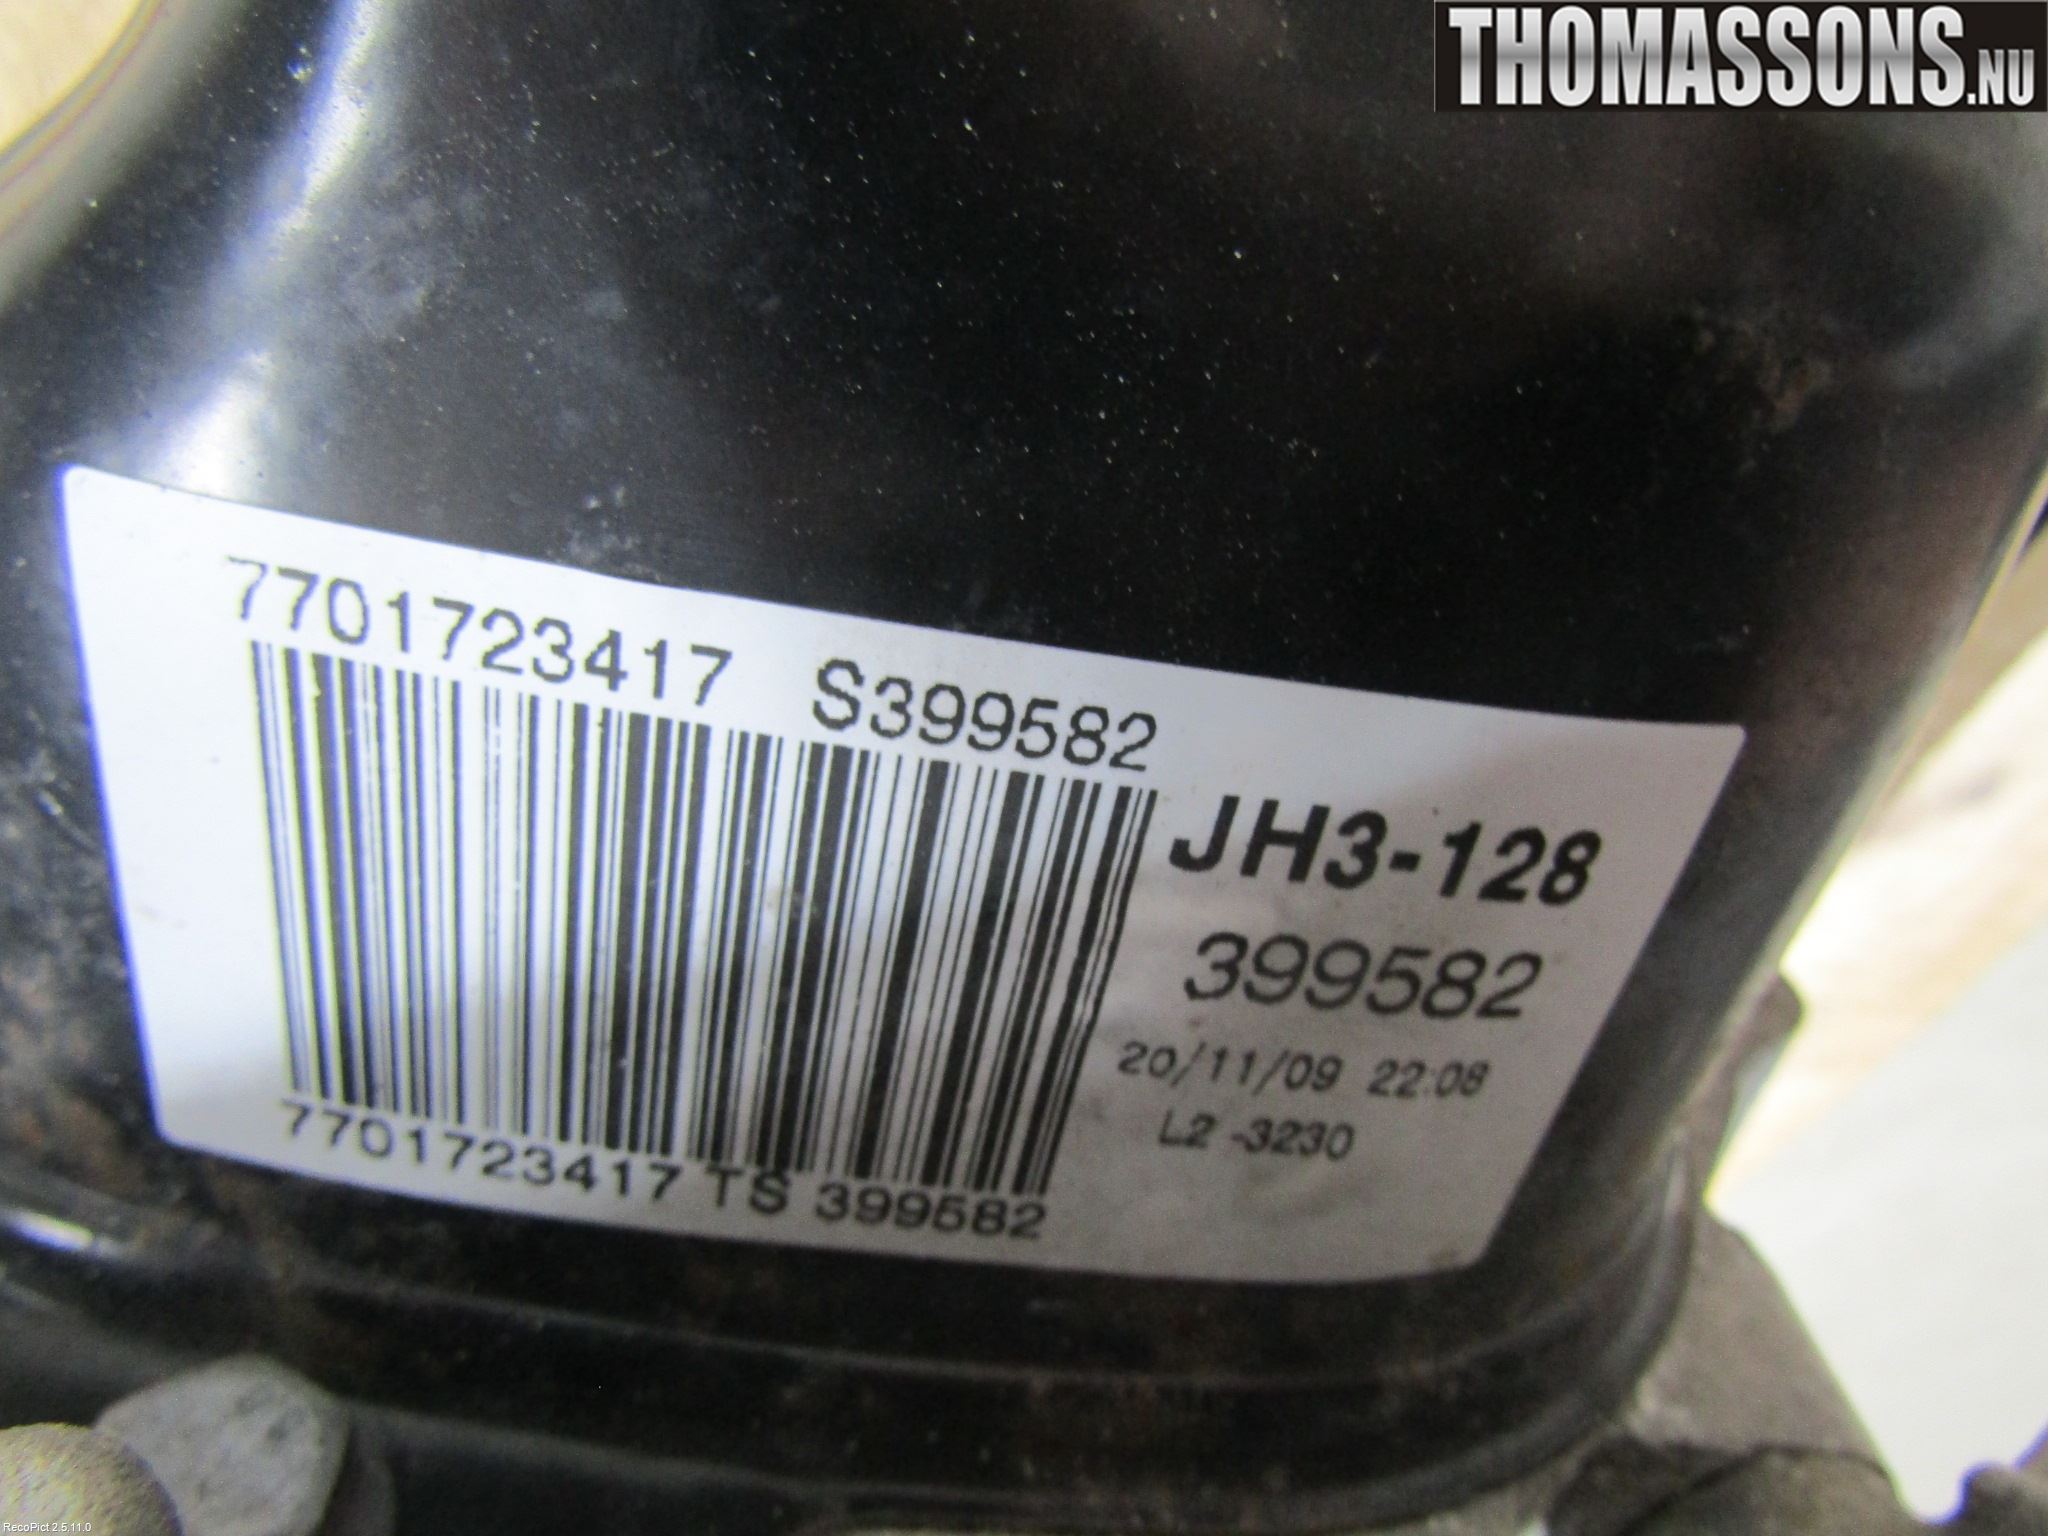 THOMASSONS.NU
7701723417 S399582
JH3-128
399582
20/11/09 22:08
L2 -3230
7701723417 TS 399582
RecoPict 2.5.11.0